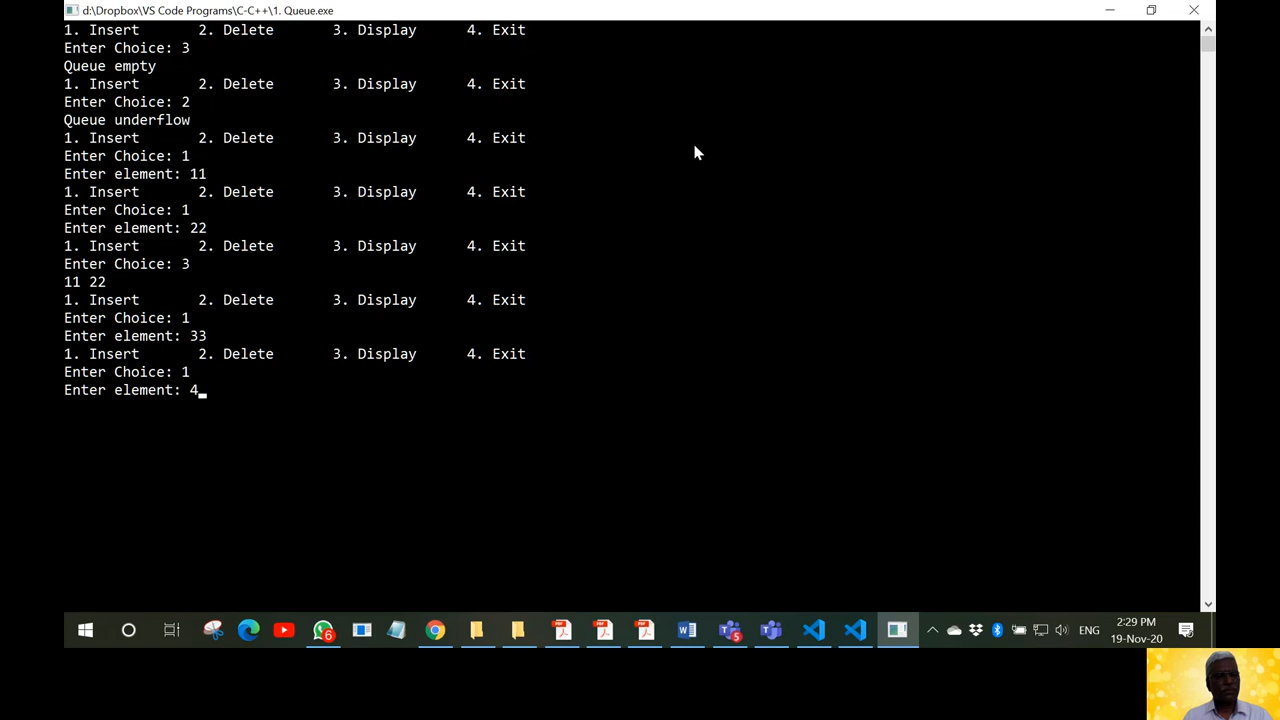 d:\Dropbox\VS Code Programs\C-C++\1. Queue.exe
1. Insert 2. Delete 3. Display 4. Exit
Enter Choice: 3
Queue empty
1. Insert 2. Delete 3. Display 4. Exit
Enter Choice: 2
Queue underflow
1. Insert 2. Delete 3. Display 4. Exit
Enter Choice: 1
Enter element: 11
1. Insert 2. Delete 3. Display 4. Exit
Enter Choice: 1
Enter element: 22
1. Insert 2. Delete 3. Display 4. Exit
Enter Choice: 3
11 22
1. Insert 2. Delete 3. Display 4. Exit
Enter Choice: 1
Enter element: 33
1. Insert 2. Delete 3. Display 4. Exit
Enter Choice: 1
Enter element: 4
6
5
ENG
2:29 PM
19-Nov-20